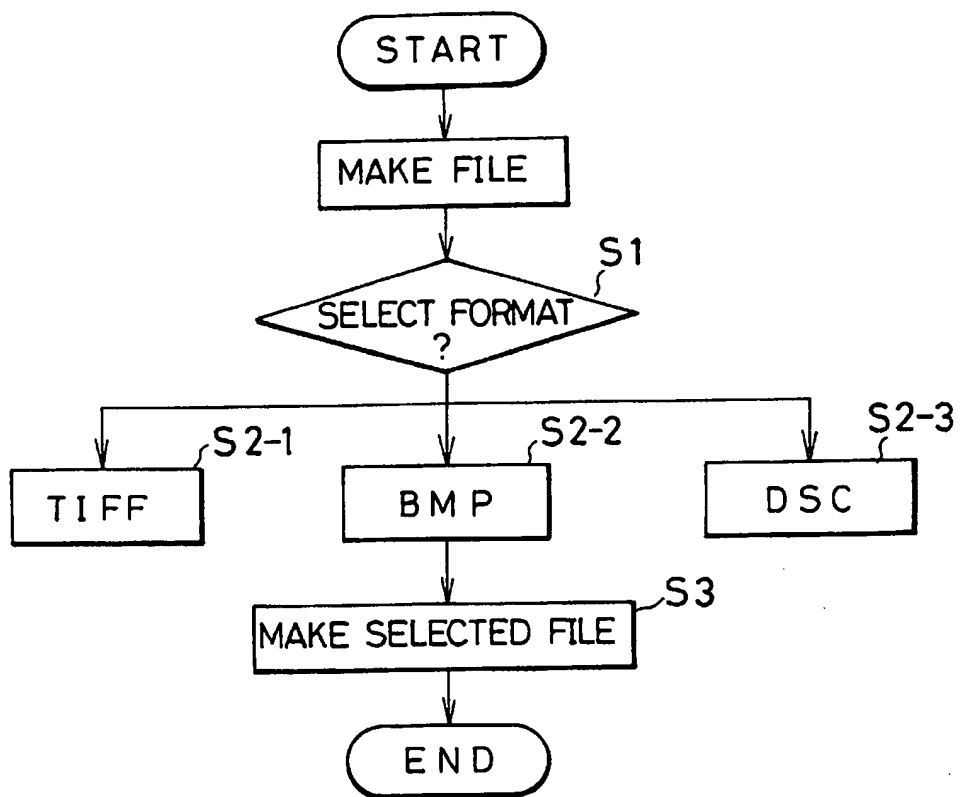 START
MAKE FILE
S1
SELECT FORMAT
?
S2-1
S2-2
S2-3
TIFF
BMP
DSC
S3
MAKE SELECTED FILE
END